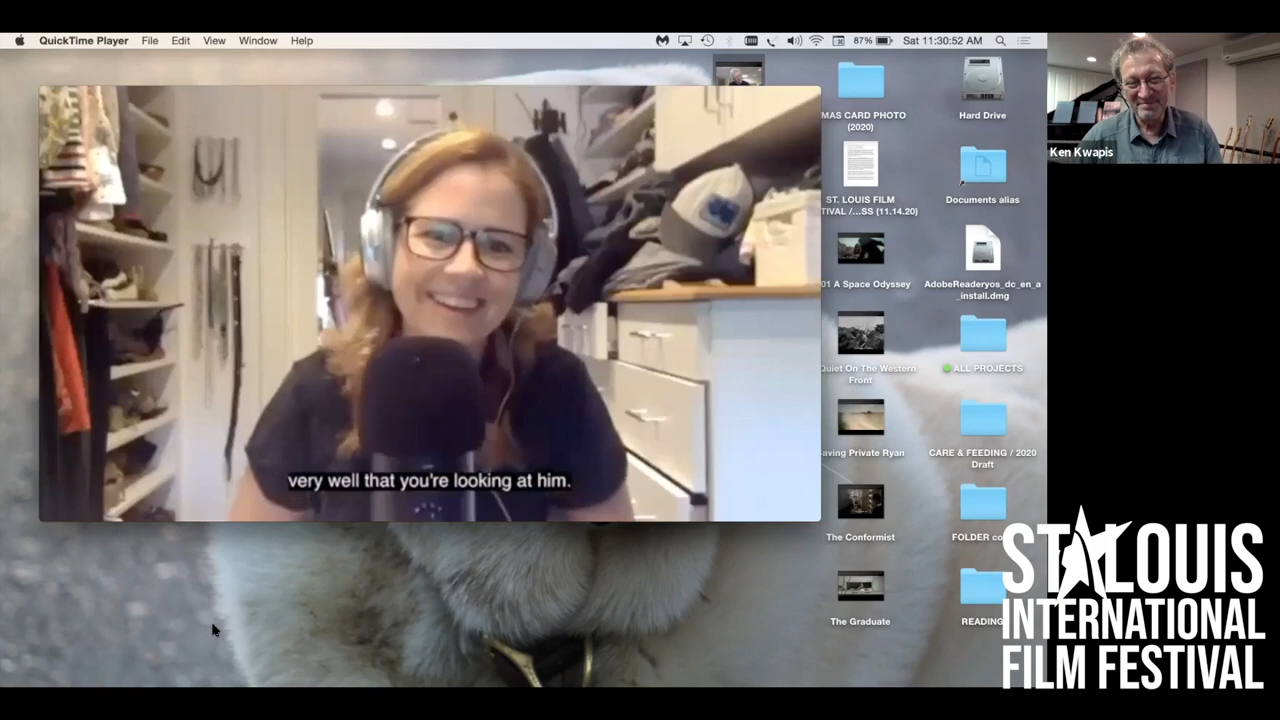 QuickTime Player File Edit View Window Help 87% Sat 11:30:52 AM
MAS CARD PHOTO
(2020)
Hard Drive
Ken Kwapis
ST. LOUIS FILM
TIVAL /...SS (11.14.20)
Documents alias
01 A Space Odyssey
AdobeReaderyos_dc_en_a
_install.dmg
Quiet On The Western
Front
ALL PROJECTS
aving Private Ryan
CARE & FEEDING / 2020
Draft
very well that you're looking at him.
The Conformist
FOLDER co
The Graduate
READING
ST. LOUIS
INTERNATIONAL
FILM FESTIVAL